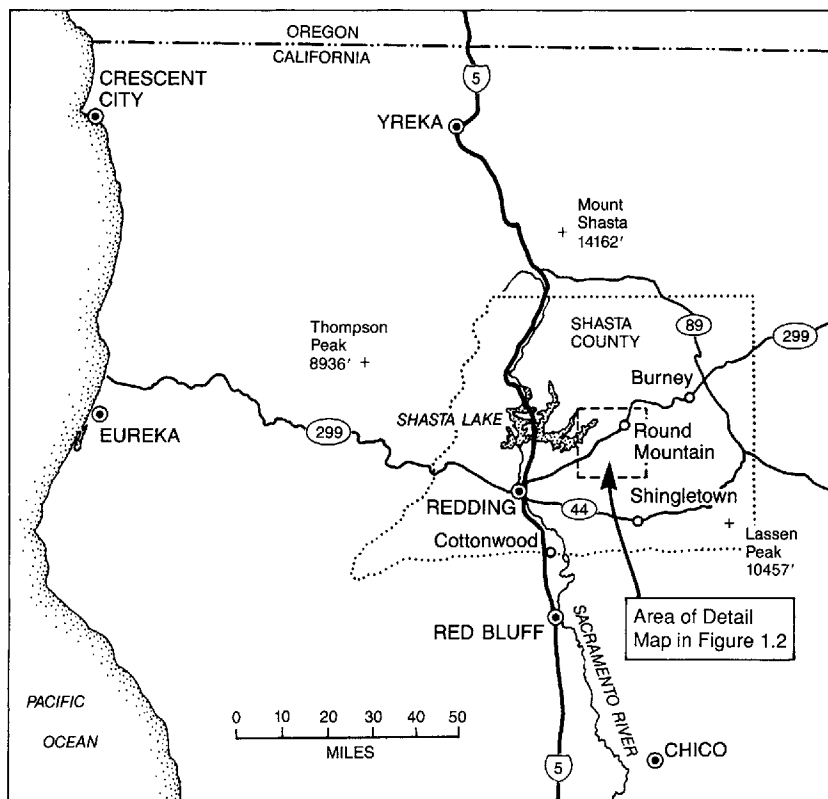 OREGON
CALIFORNIA
CRESCENT
CITY
5
YREKA
Mount
Shasta
14162'
Thompson
Peak
8936'
SHASTA
COUNTY
89
299
Burney
SHASTA LAKE
EUREKA
299
Round
Mountain
REDDING
44
Shingletown
Cottonwood
Lassen
Peak
10457'
RED BLUFF
Area of Detail
Map in Figure 1.2
SACRAMENTO RIVER
PACIFIC
OCEAN
0 10 20 30 40 50
MILES
5
CHICO